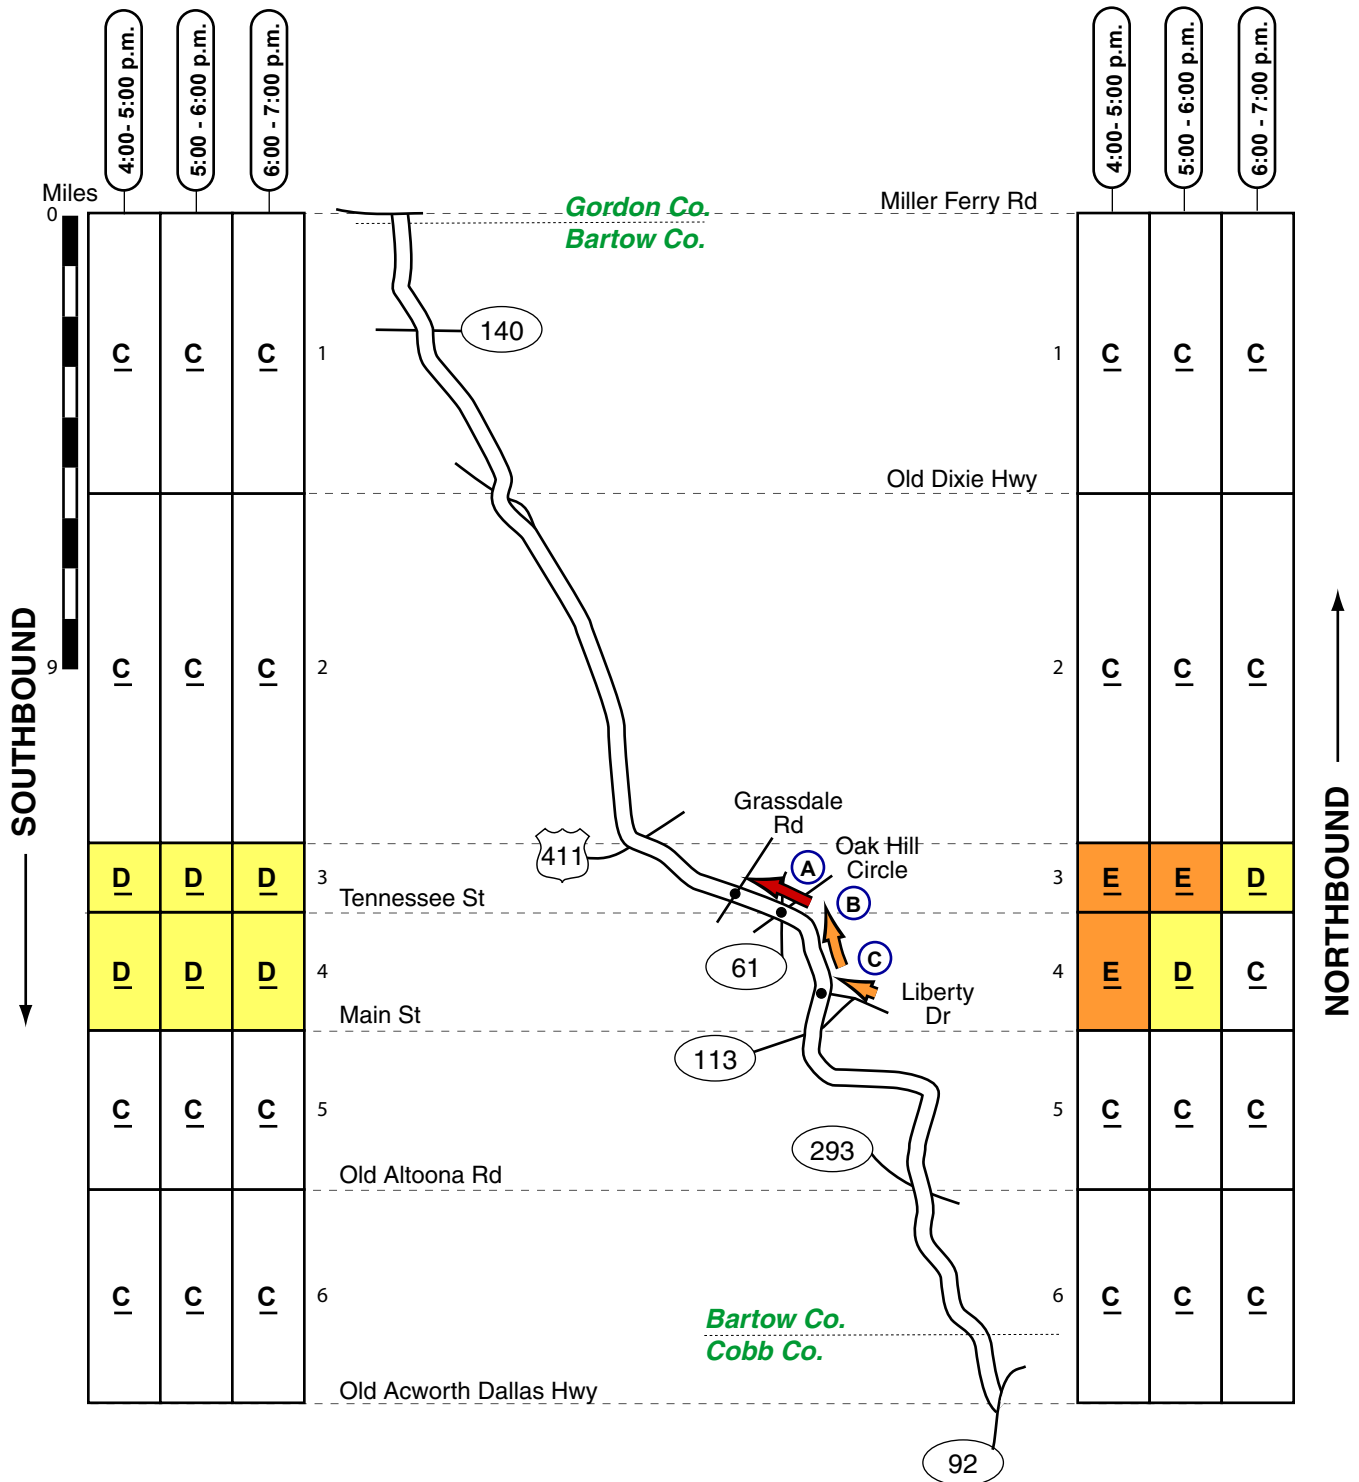 4:00- 5:00 p.m.
5:00 - 6:00 p.m.
6:00 - 7:00 p.m.
4:00- 5:00 p.m.
5:00 - 6:00 p.m.
6:00 - 7:00 p.m.
Miles
0
Gordon Co.
Bartow Co.
Miller Ferry Rd
140
C C C 1
1 C C C
Old Dixie Hwy
9
C C C 2
2 C C C
SOUTHBOUND
NORTHBOUND
Grassdale
Rd
411
Oak Hill
Circle
A
D D D 3
3 E E D
Tennessee St
B
61
C
D D D 4
4 E D C
Liberty
Dr
Main St
113
C C C 5
5 C C C
293
Old Altoona Rd
C C C 6
6 C C C
Bartow Co.
Cobb Co.
Old Acworth Dallas Hwy
92